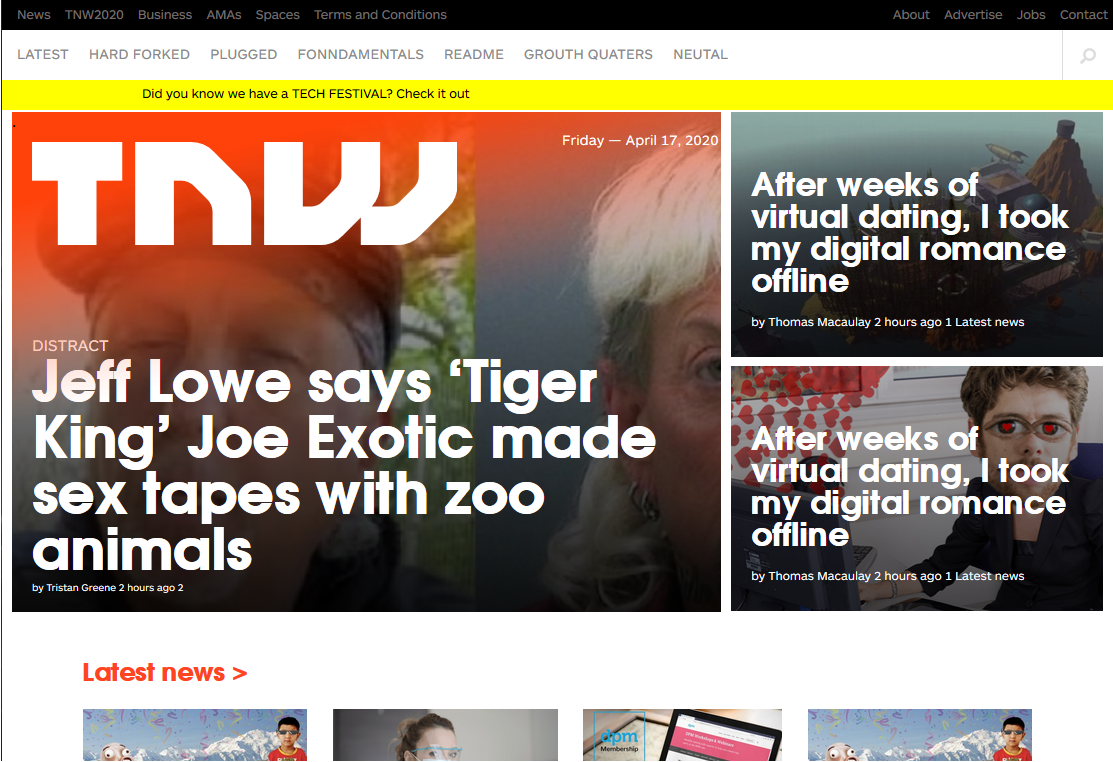 News TNW2020 Business AMAs Spaces Terms and Conditions About Advertise Jobs Contact
LATEST HARD FORKED PLUGGED FONNDAMENTALS README GROUTH QUATERS NEUTAL
Did you know we have a TECH FESTIVAL? Check it out
TNW
Friday — April 17, 2020
DISTRACT
Jeff Lowe says ‘Tiger
King’ Joe Exotic made
sex tapes with zoo
animals
by Tristan Greene 2 hours ago 2
After weeks of
virtual dating, I took
my digital romance
offline
by Thomas Macaulay 2 hours ago 1 Latest news
After weeks of
virtual dating, I took
my digital romance
offline
by Thomas Macaulay 2 hours ago 1 Latest news
Latest news >
dpm
Membership
DPM Workshops & Webinars